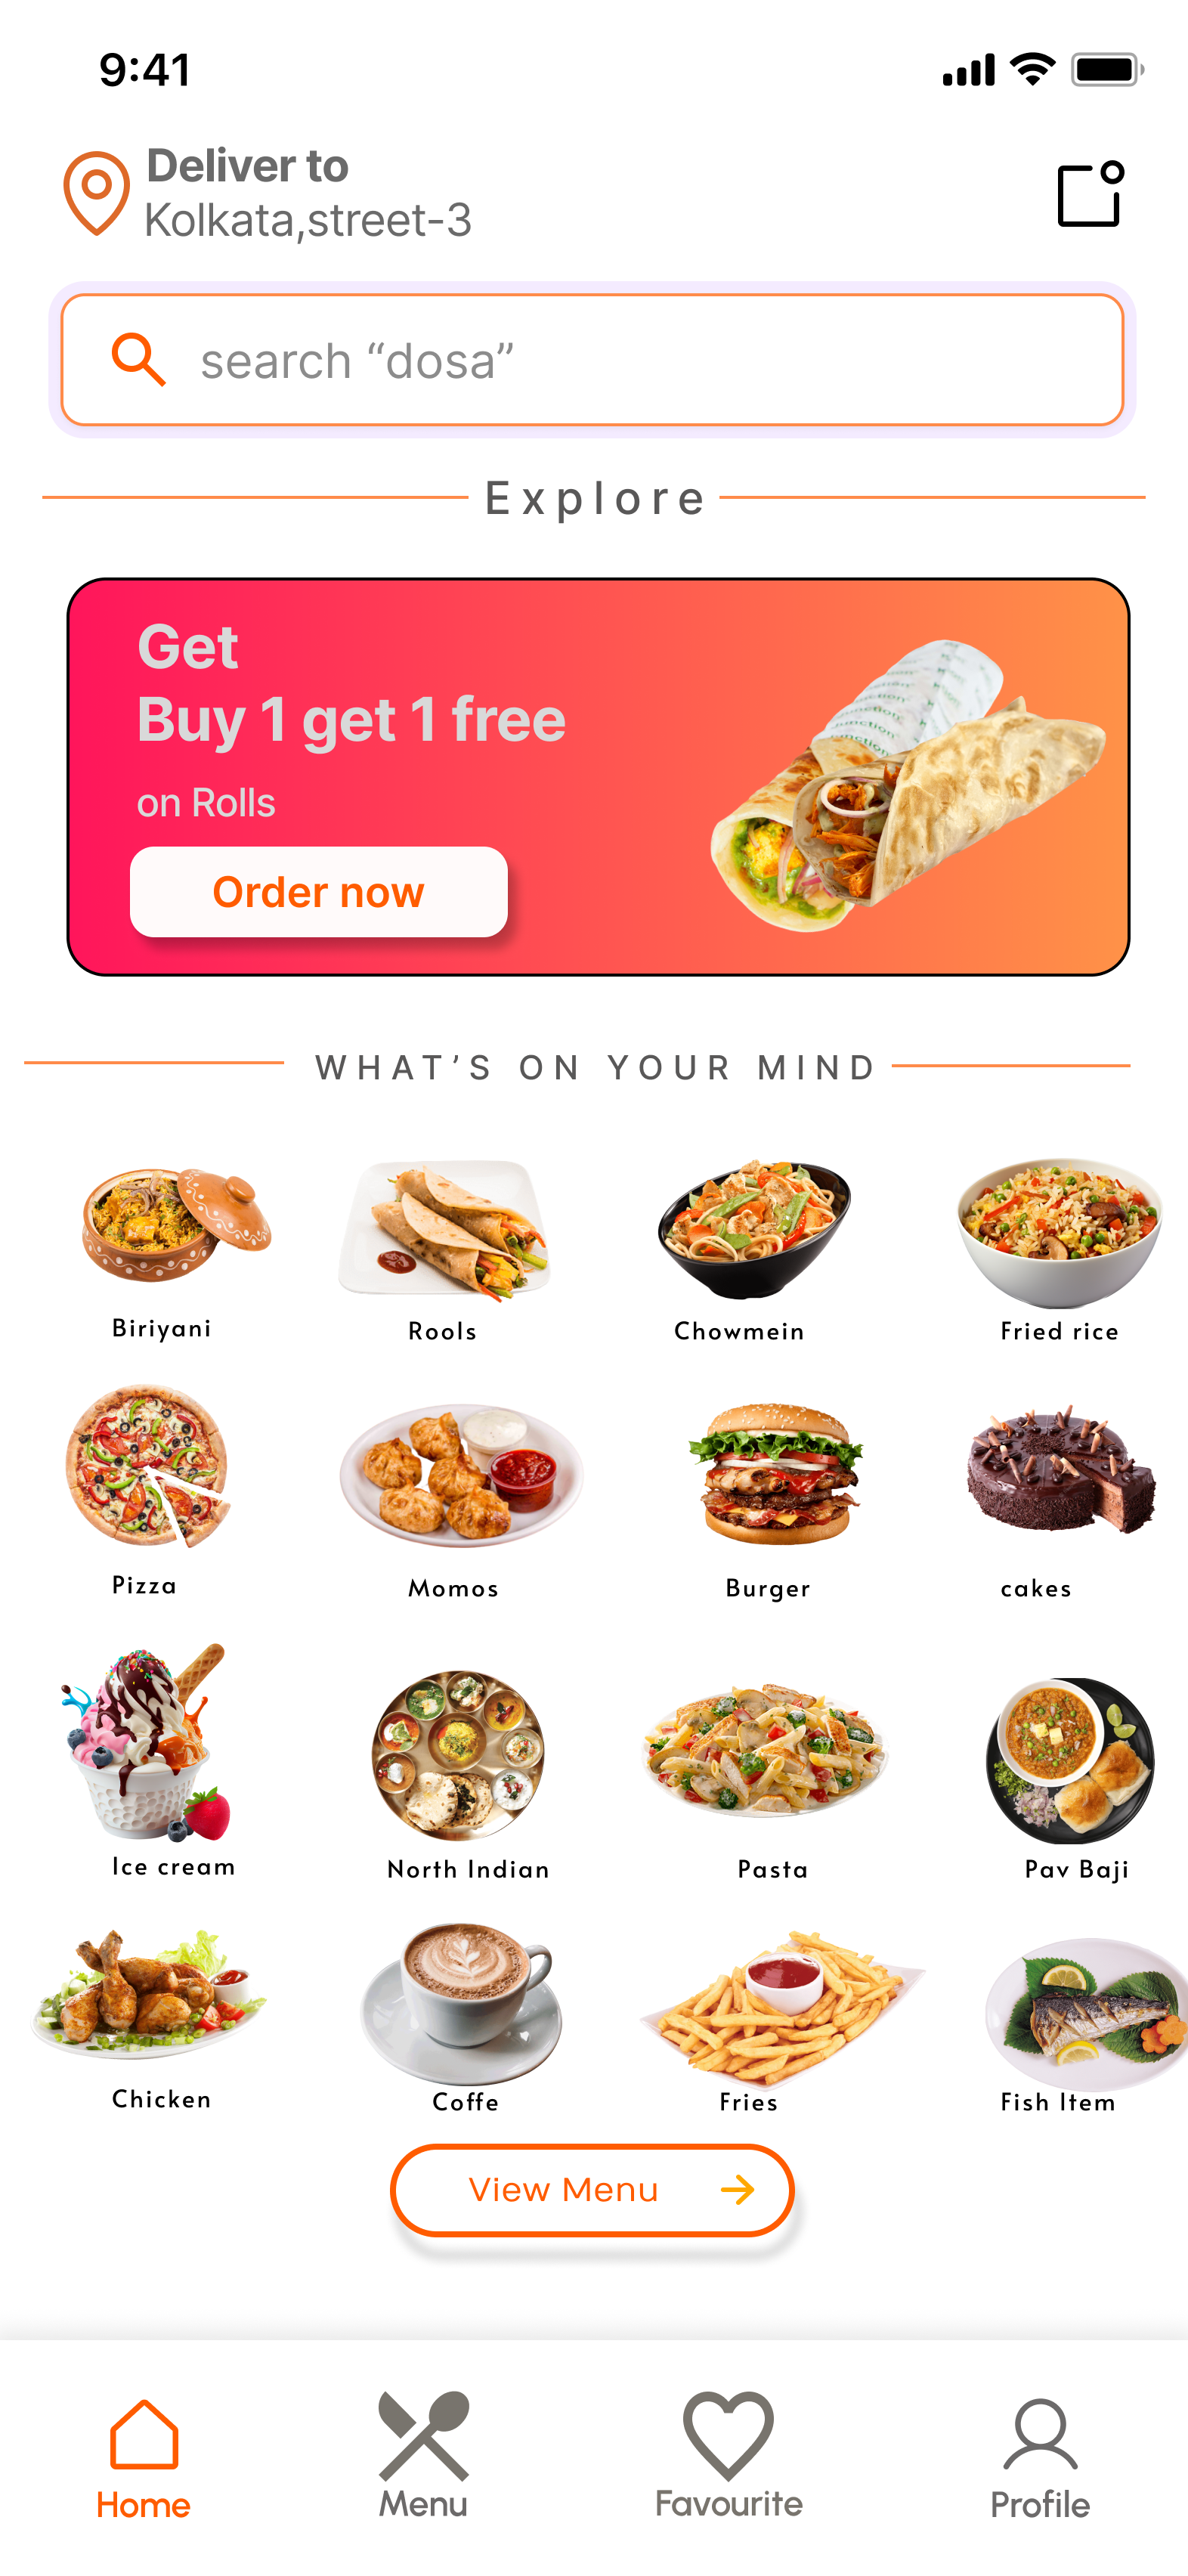 9:41
Deliver to
Kolkata,street-3
search “dosa”
Explore
Get
Buy 1 get 1 free
on Rolls
Order now
WHAT’S ON YOUR MIND
Biriyani
Rools
Chowmein
Fried rice
Pizza
Momos
Burger
cakes
Ice cream
North Indian
Pasta
Pav Baji
Chicken
Coffe
Fries
Fish Item
View Menu
Home
Menu
Favourite
Profile